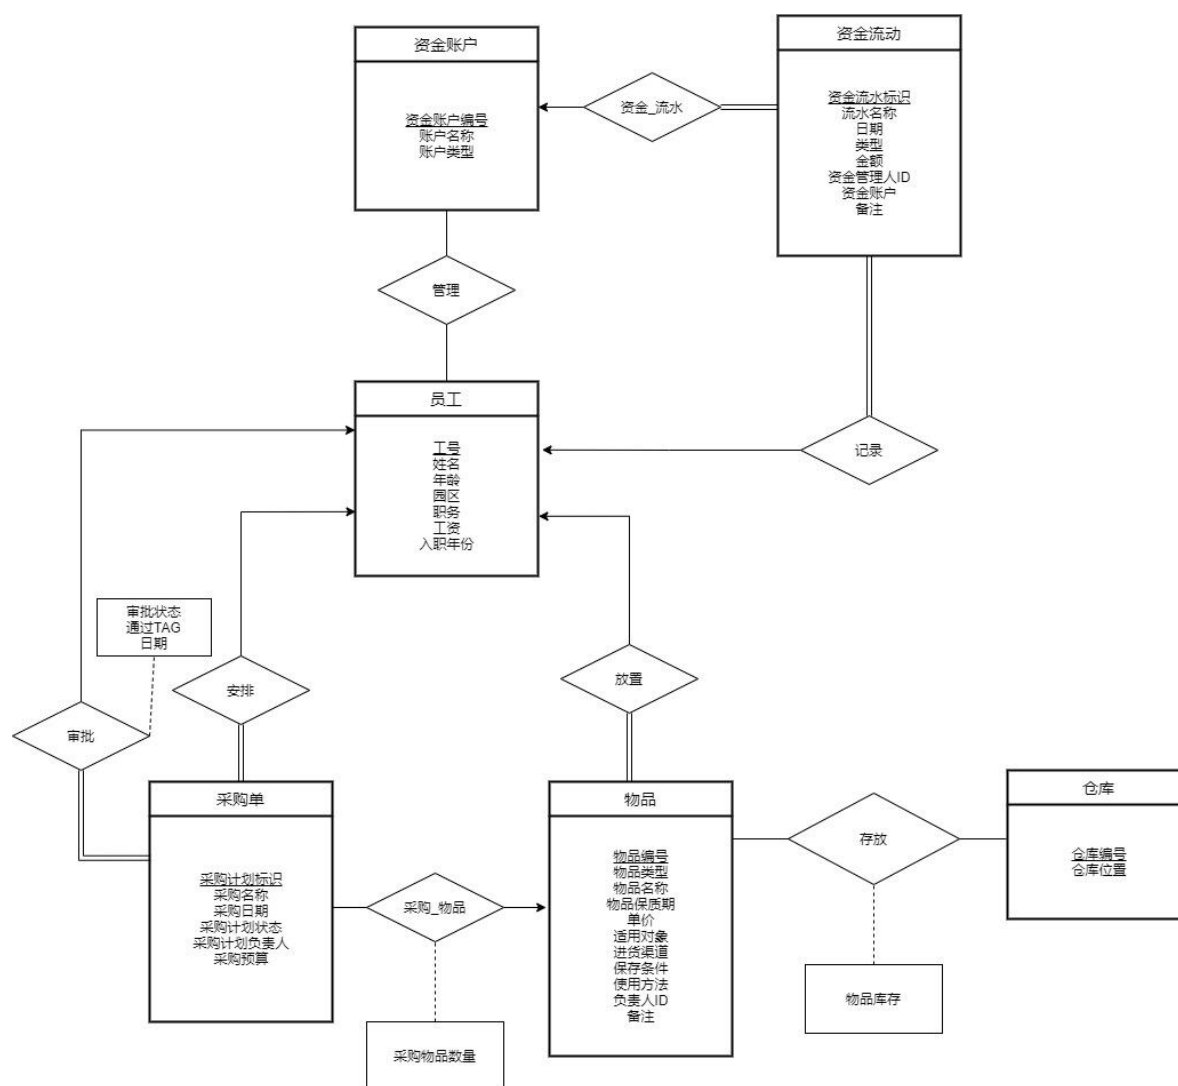 资金账户
资金账户编号
账户名称
账户类型
资金_流水
资金流动
资金流水标识
流水名称
日期
类型
金额
资金管理人ID
资金账户
备注
管理
员工
工号
姓名
年龄
园区
职务
工资
入职年份
记录
审批状态
通过TAG
日期
审批
安排
放置
采购单
采购计划标识
采购名称
采购日期
采购计划状态
采购计划负责人
采购预算
采购_物品
采购物品数量
物品
物品编号
物品类型
物品名称
物品保质期
单价
适用对象
进货渠道
保存条件
使用方法
负责人ID
备注
存放
物品库存
仓库
仓库编号
仓库位置